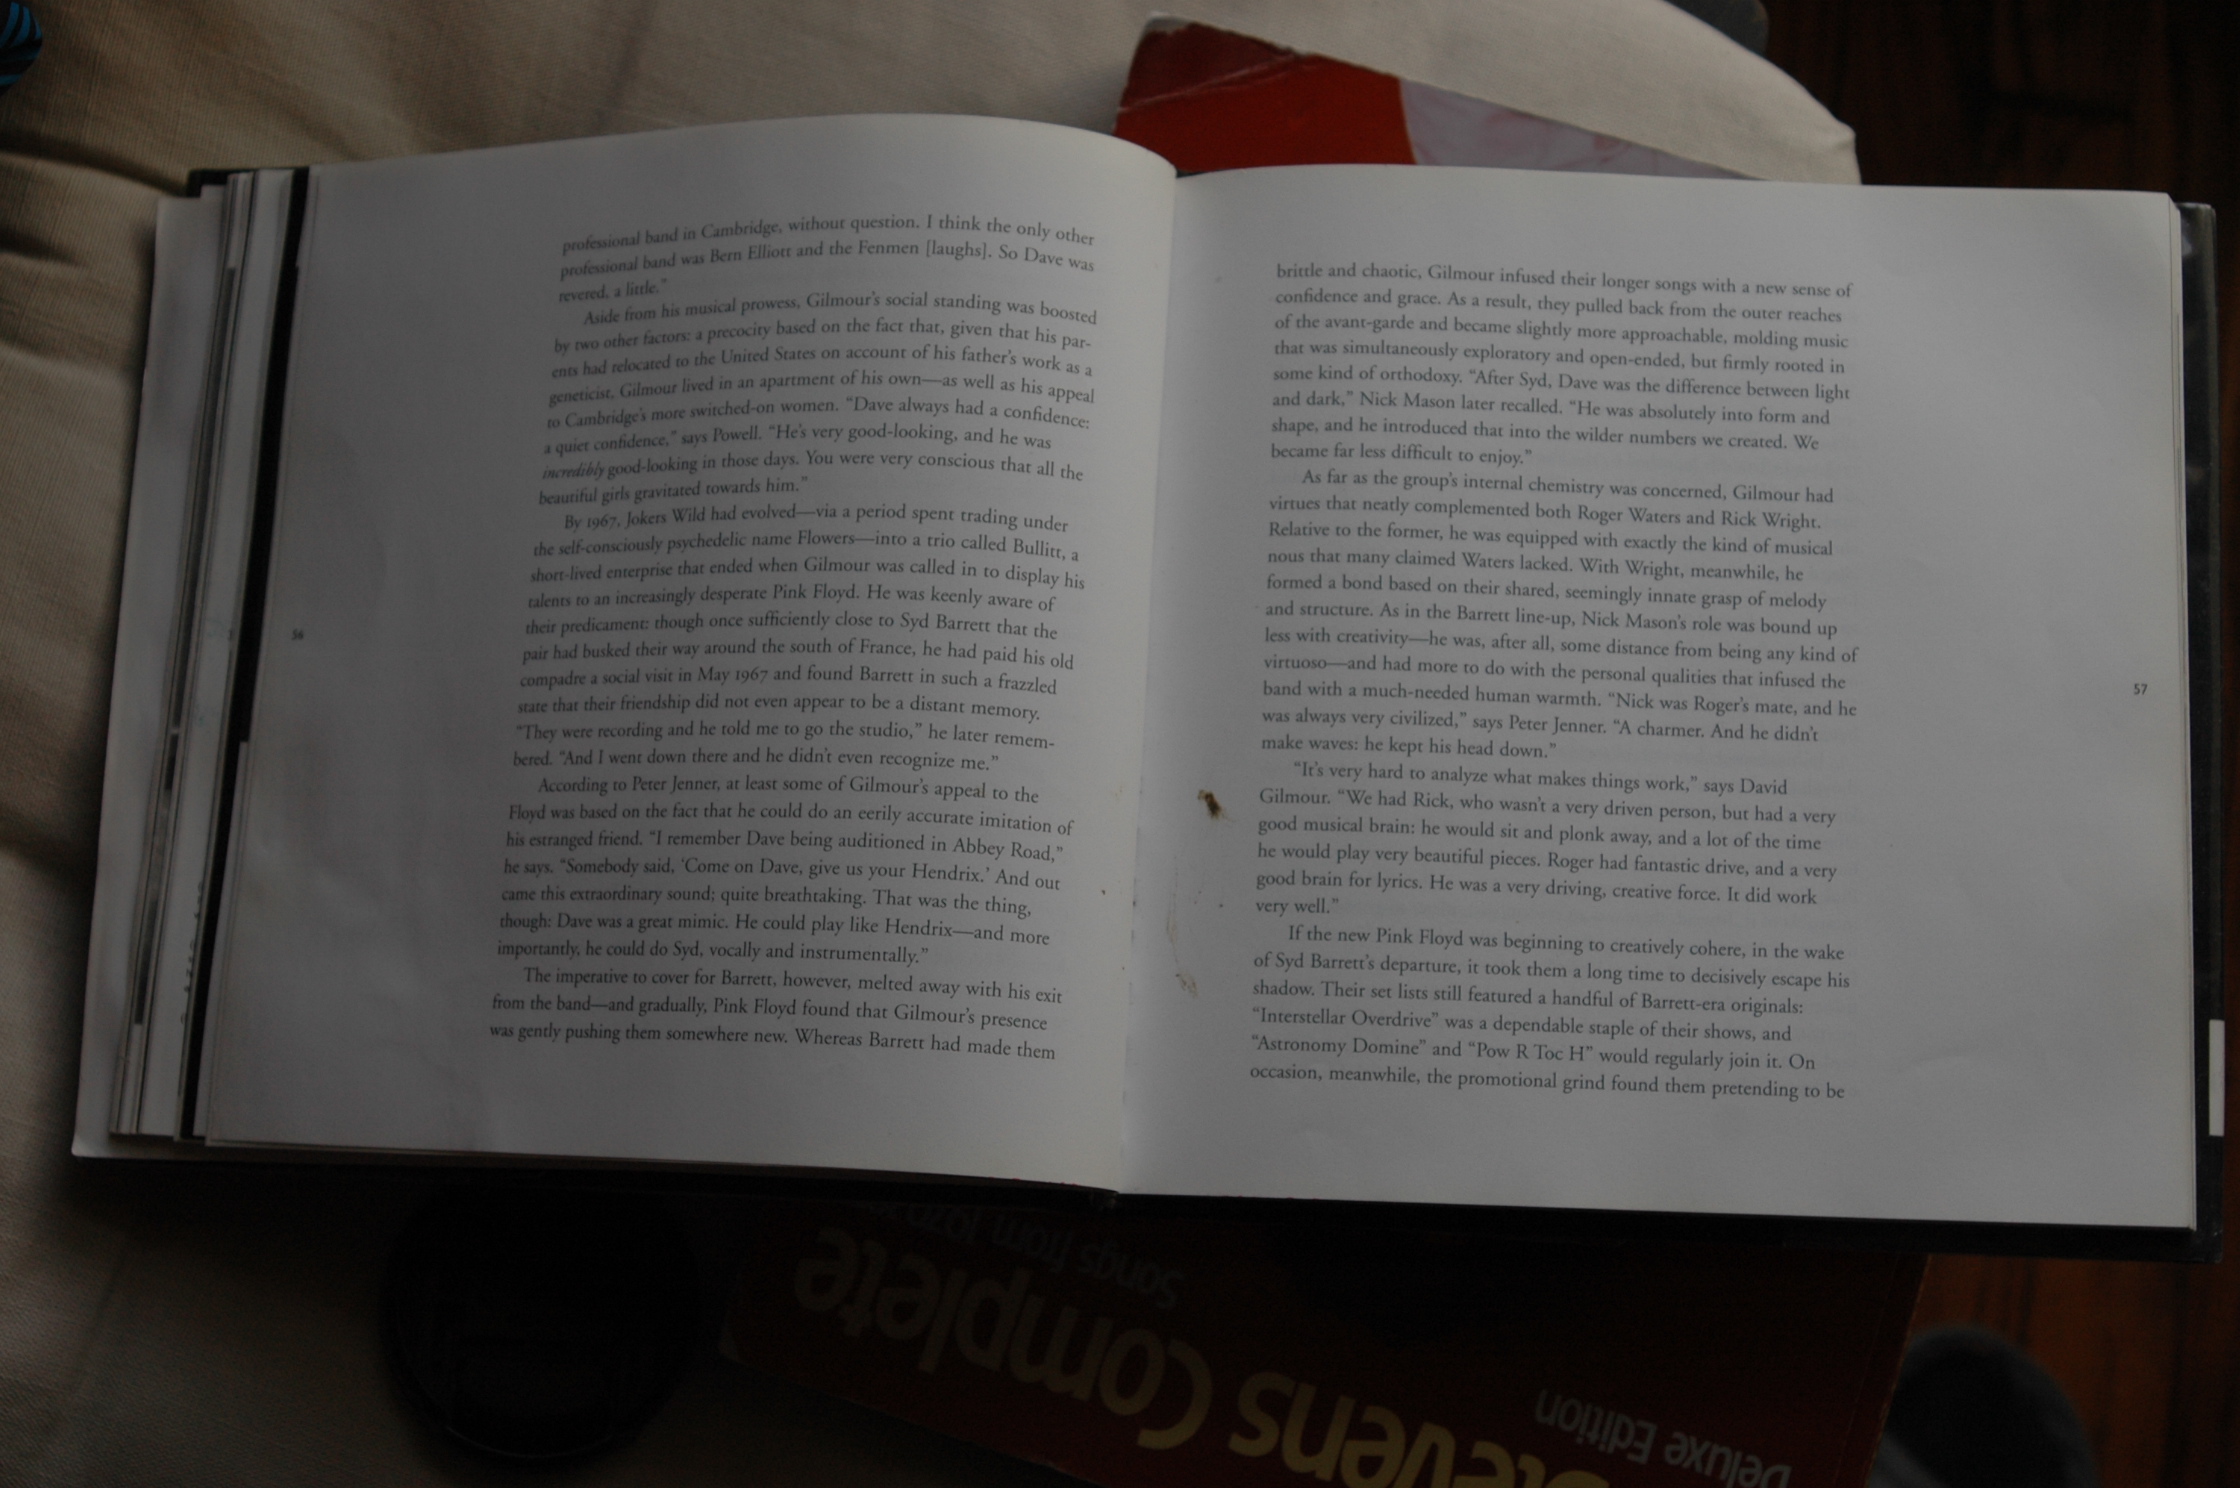 professional band in Cambridge, without question. I think the only other
professional band was Bern Elliott and the Fenmen [laughs]. So Dave was
revered, a little."
Aside from his musical prowess, Gilmour's social standing was boosted
by two other factors: a precocity based on the fact that, given that his par-
ents had relocated to the United States on account of his father's work as a
geneticist, Gilmour lived in an apartment of his own—as well as his appeal
to Cambridge's more switched-on women. "Dave always had a confidence:
a quiet confidence," says Powell. "He's very good-looking, and he was
incredibly good-looking in those days. You were very conscious that all the
beautiful girls gravitated towards him."
By 1967, Jokers Wild had evolved—via a period spent trading under
the self-consciously psychedelic name Flowers—into a trio called Bullitt, a
short-lived enterprise that ended when Gilmour was called in to display his
talents to an increasingly desperate Pink Floyd. He was keenly aware of
their predicament: though once sufficiently close to Syd Barrett that the
pair had busked their way around the south of France, he had paid his old
compadre a social visit in May 1967 and found Barrett in such a frazzled
state that their friendship did not even appear to be a distant memory.
"They were recording and he told me to go the studio," he later remem-
bered. "And I went down there and he didn't even recognize me."
According to Peter Jenner, at least some of Gilmour's appeal to the
Floyd was based on the fact that he could do an eerily accurate imitation of
his estranged friend. "I remember Dave being auditioned in Abbey Road,"
he says. "Somebody said, 'Come on Dave, give us your Hendrix.' And out
came this extraordinary sound; quite breathtaking. That was the thing,
though: Dave was a great mimic. He could play like Hendrix—and more
importantly, he could do Syd, vocally and instrumentally."
The imperative to cover for Barrett, however, melted away with his exit
from the band—and gradually, Pink Floyd found that Gilmour's presence
was gently pushing them somewhere new. Whereas Barrett had made them
56
brittle and chaotic, Gilmour infused their longer songs with a new sense of
confidence and grace. As a result, they pulled back from the outer reaches
of the avant-garde and became slightly more approachable, molding music
that was simultaneously exploratory and open-ended, but firmly rooted in
some kind of orthodoxy. "After Syd, Dave was the difference between light
and dark," Nick Mason later recalled. "He was absolutely into form and
shape, and he introduced that into the wilder numbers we created. We
became far less difficult to enjoy."
As far as the group's internal chemistry was concerned, Gilmour had
virtues that neatly complemented both Roger Waters and Rick Wright.
Relative to the former, he was equipped with exactly the kind of musical
nous that many claimed Waters lacked. With Wright, meanwhile, he
formed a bond based on their shared, seemingly innate grasp of melody
and structure. As in the Barrett line-up, Nick Mason's role was bound up
less with creativity—he was, after all, some distance from being any kind of
virtuoso—and had more to do with the personal qualities that infused the
band with a much-needed human warmth. "Nick was Roger's mate, and he
was always very civilized," says Peter Jenner. "A charmer. And he didn't
make waves: he kept his head down."
"It's very hard to analyze what makes things work," says David
Gilmour. "We had Rick, who wasn't a very driven person, but had a very
good musical brain: he would sit and plonk away, and a lot of the time
he would play very beautiful pieces. Roger had fantastic drive, and a very
good brain for lyrics. He was a very driving, creative force. It did work
very well."
If the new Pink Floyd was beginning to creatively cohere, in the wake
of Syd Barrett's departure, it took them a long time to decisively escape his
shadow. Their set lists still featured a handful of Barrett-era originals:
"Interstellar Overdrive" was a dependable staple of their shows, and
"Astronomy Domine" and "Pow R Toc H" would regularly join it. On
occasion, meanwhile, the promotional grind found them pretending to be
57
Deluxe Edition
Stevens Complete
Songs from